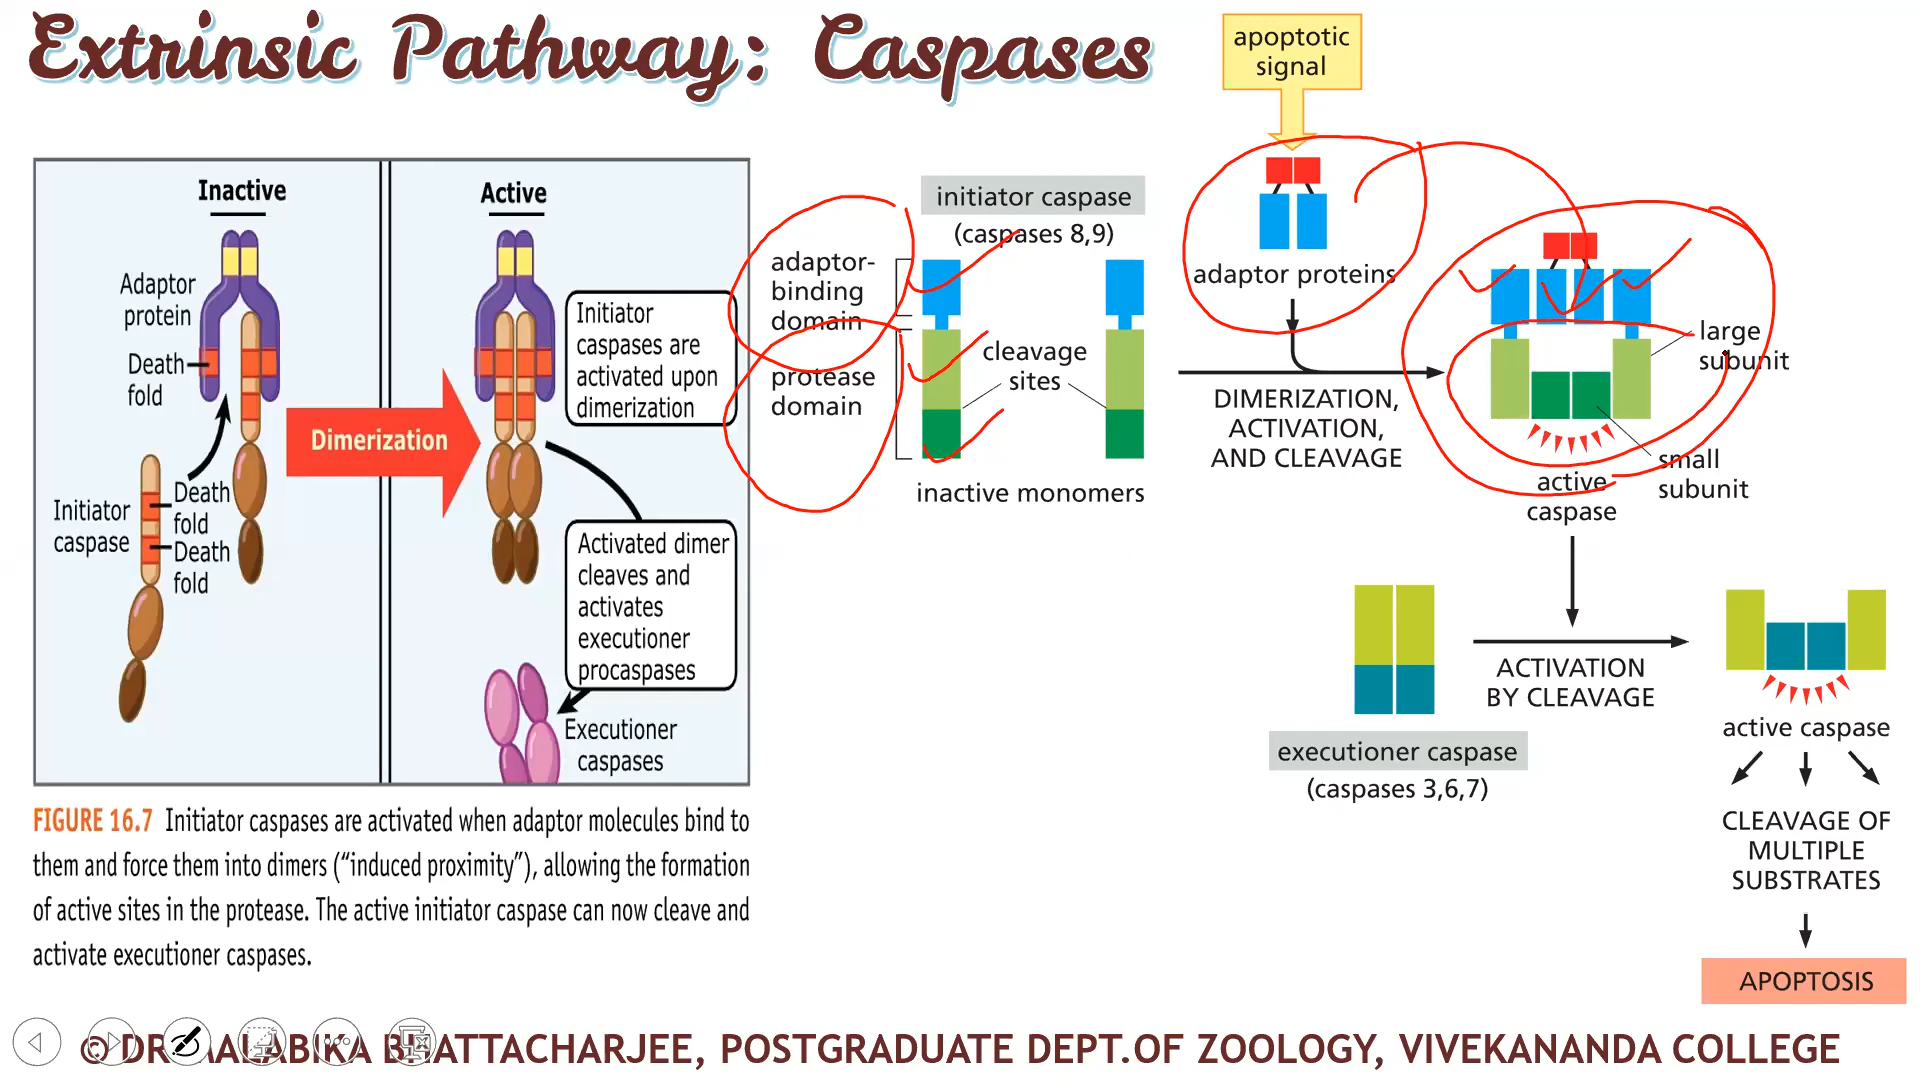 Extrinsic Pathway: Caspases
Inactive
Active
Adaptor
protein
Death
fold
Initiator
caspase
Death
fold
Death
fold
Dimerization
Initiator
caspases are
activated upon
dimerization
Activated dimer
cleaves and
activates
executioner
procaspases
Executioner
caspases
FIGURE 16.7 Initiator caspases are activated when adaptor molecules bind to
them and force them into dimers (“induced proximity”), allowing the formation
of active sites in the protease. The active initiator caspase can now cleave and
activate executioner caspases.
apoptotic
signal
initiator caspase
(caspases 8,9)
adaptor-
binding
domain
protease
domain
cleavage
sites
inactive monomers
adaptor proteins
DIMERIZATION,
ACTIVATION,
AND CLEAVAGE
large
subunit
small
subunit
active
caspase
executioner caspase
(caspases 3,6,7)
ACTIVATION
BY CLEAVAGE
active caspase
CLEAVAGE OF
MULTIPLE
SUBSTRATES
APOPTOSIS
© DR. MALABIKA BHATTACHARJEE, POSTGRADUATE DEPT.OF ZOOLOGY, VIVEKANANDA COLLEGE